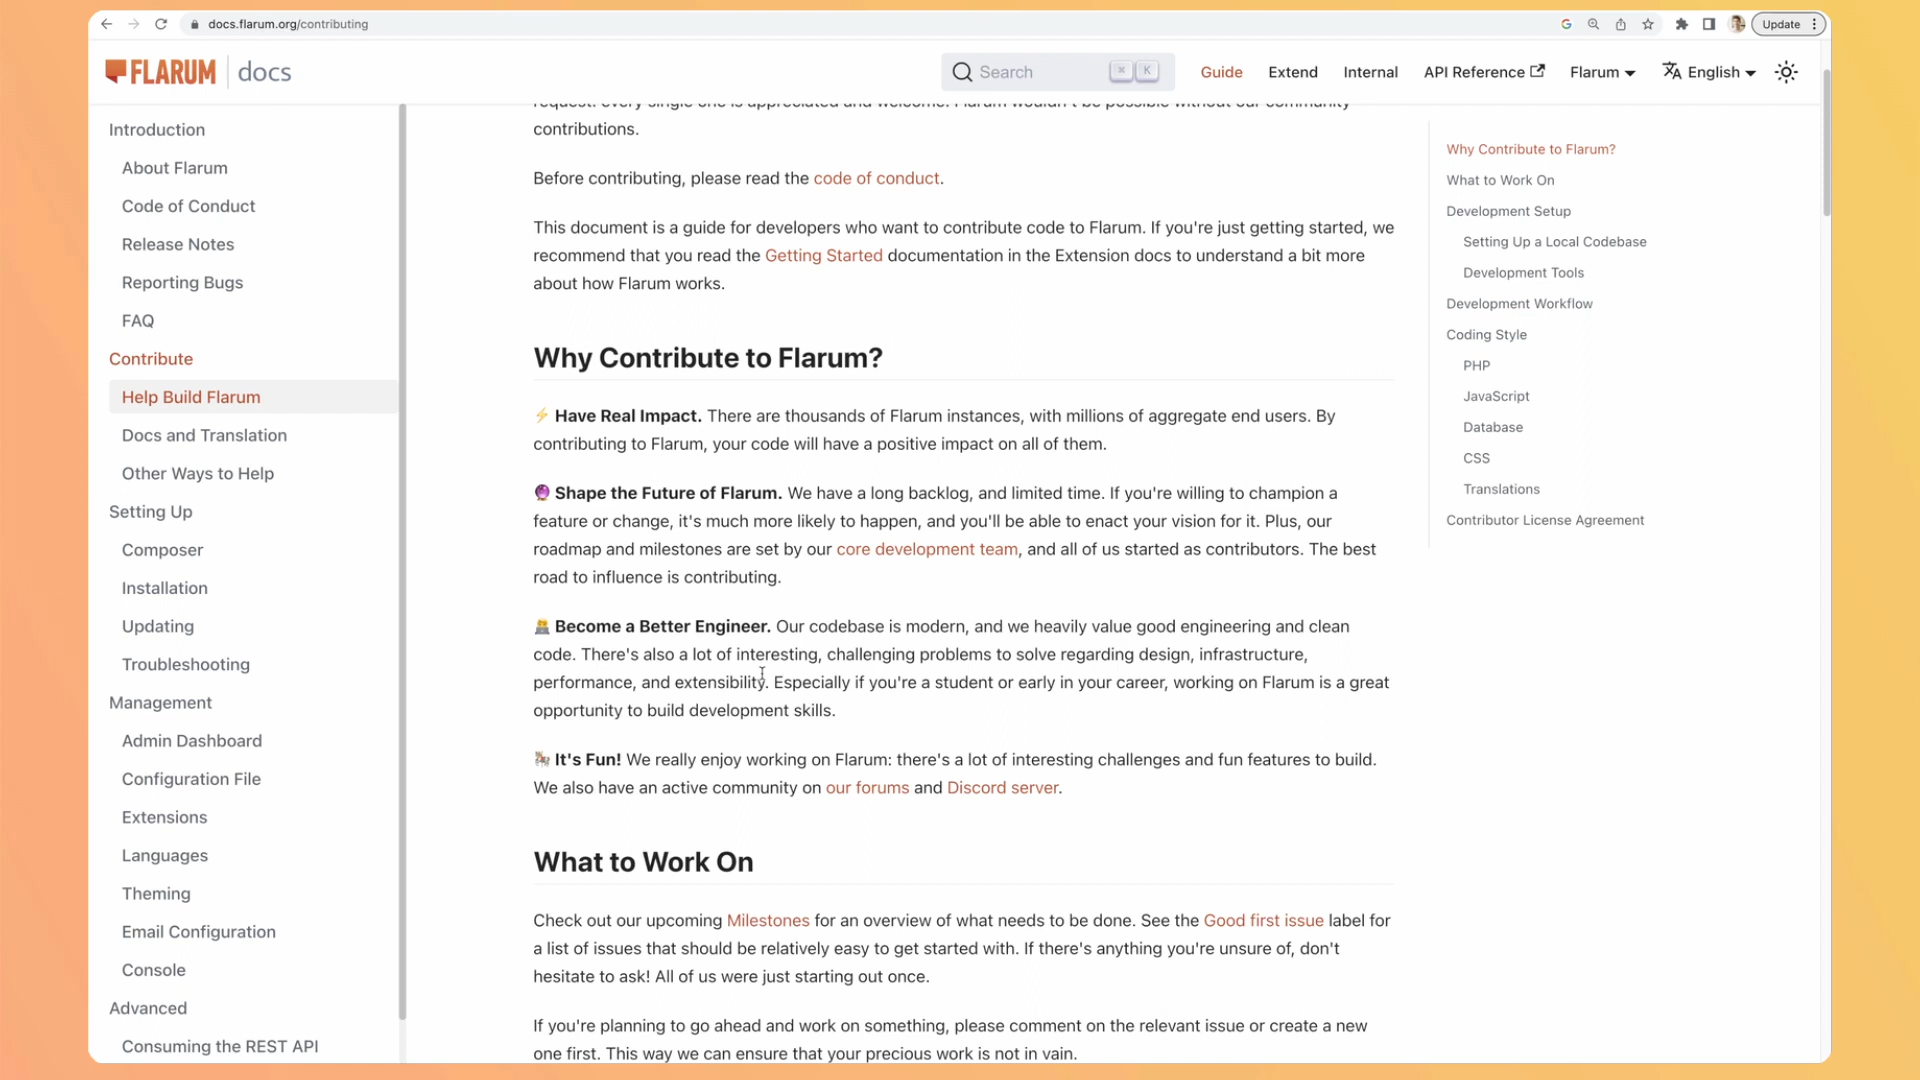 docs.flarum.org/contributing
Update
FLARUM docs
Search
⌘ K
Guide Extend Internal API Reference Flarum English
Introduction
About Flarum
Code of Conduct
Release Notes
Reporting Bugs
FAQ
Contribute
Help Build Flarum
Docs and Translation
Other Ways to Help
Setting Up
Composer
Installation
Updating
Troubleshooting
Management
Admin Dashboard
Configuration File
Extensions
Languages
Theming
Email Configuration
Console
Advanced
Consuming the REST API
request: every single one is appreciated and welcome. Flarum wouldn't be possible without our community
contributions.
Before contributing, please read the code of conduct.
This document is a guide for developers who want to contribute code to Flarum. If you're just getting started, we
recommend that you read the Getting Started documentation in the Extension docs to understand a bit more
about how Flarum works.
Why Contribute to Flarum?
⚡ Have Real Impact. There are thousands of Flarum instances, with millions of aggregate end users. By
contributing to Flarum, your code will have a positive impact on all of them.
🔮 Shape the Future of Flarum. We have a long backlog, and limited time. If you're willing to champion a
feature or change, it's much more likely to happen, and you'll be able to enact your vision for it. Plus, our
roadmap and milestones are set by our core development team, and all of us started as contributors. The best
road to influence is contributing.
🧑‍💻 Become a Better Engineer. Our codebase is modern, and we heavily value good engineering and clean
code. There's also a lot of interesting, challenging problems to solve regarding design, infrastructure,
performance, and extensibility. Especially if you're a student or early in your career, working on Flarum is a great
opportunity to build development skills.
🎠 It's Fun! We really enjoy working on Flarum: there's a lot of interesting challenges and fun features to build.
We also have an active community on our forums and Discord server.
What to Work On
Check out our upcoming Milestones for an overview of what needs to be done. See the Good first issue label for
a list of issues that should be relatively easy to get started with. If there's anything you're unsure of, don't
hesitate to ask! All of us were just starting out once.
If you're planning to go ahead and work on something, please comment on the relevant issue or create a new
one first. This way we can ensure that your precious work is not in vain.
Why Contribute to Flarum?
What to Work On
Development Setup
Setting Up a Local Codebase
Development Tools
Development Workflow
Coding Style
PHP
JavaScript
Database
CSS
Translations
Contributor License Agreement